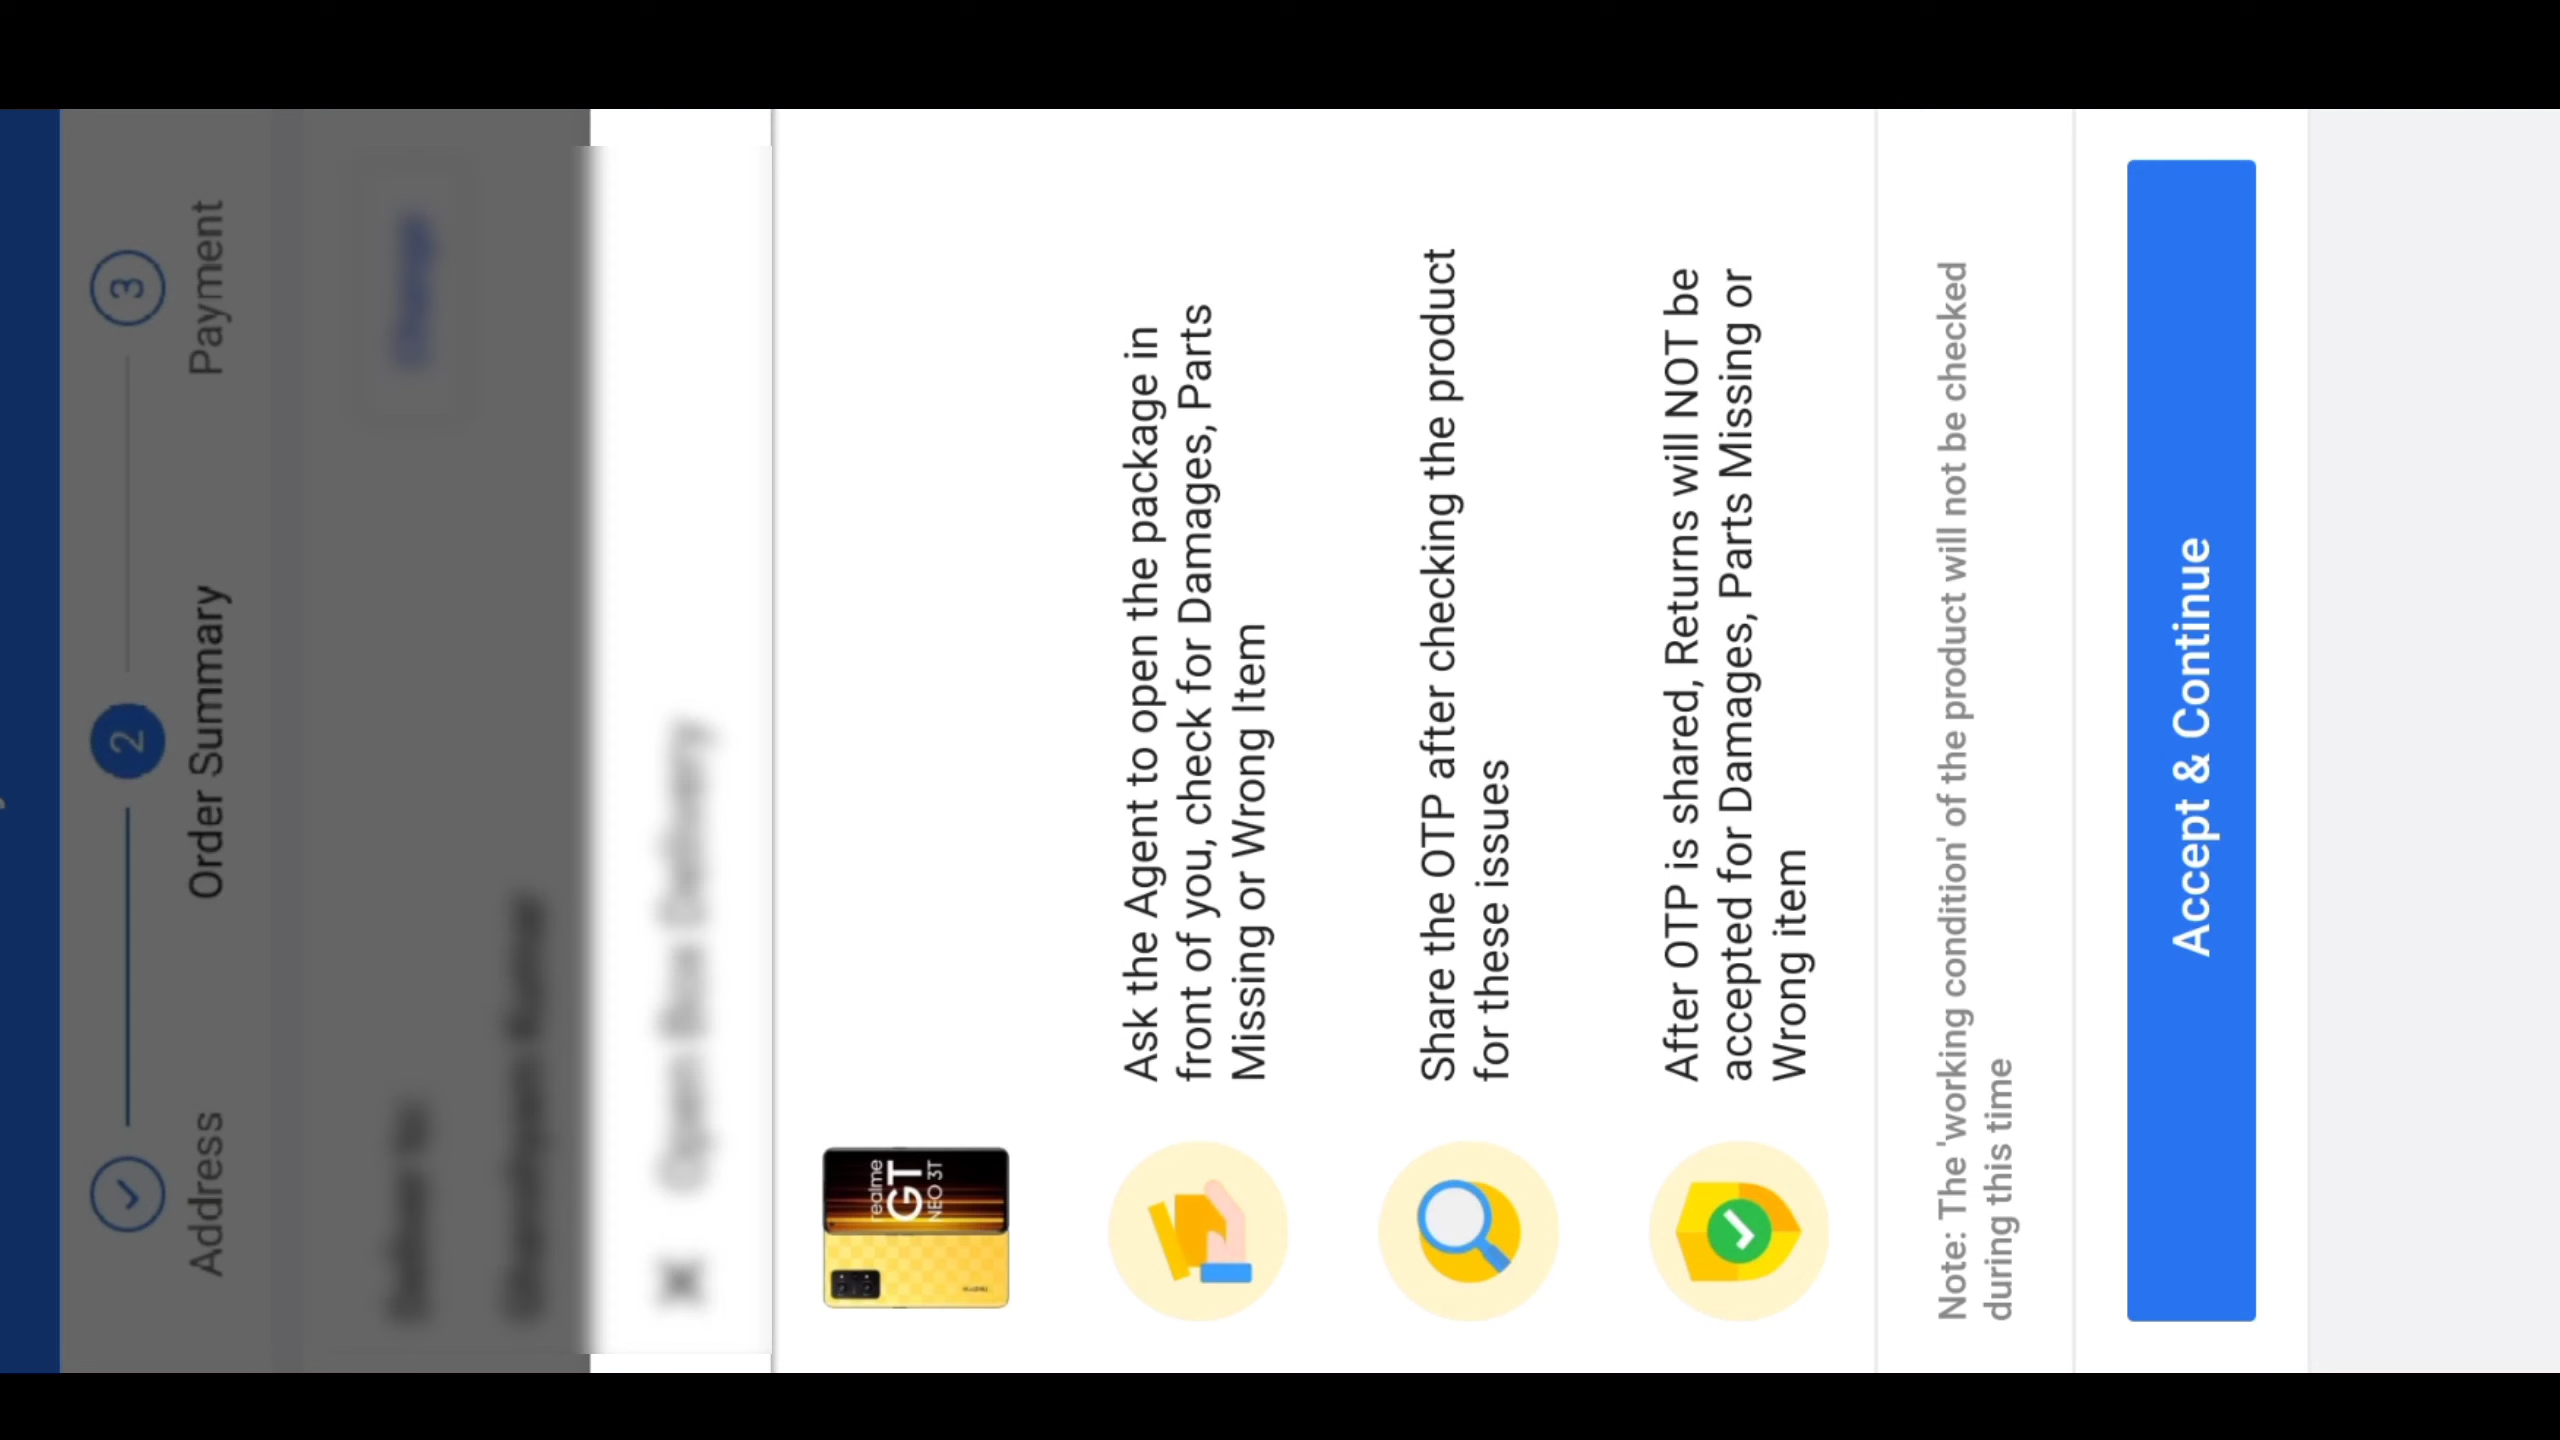 Address
2
Order Summary
3
Payment
realme
GT
NEO 3T
Ask the Agent to open the package in
front of you, check for Damages, Parts
Missing or Wrong Item
Share the OTP after checking the product
for these issues
After OTP is shared, Returns will NOT be
accepted for Damages, Parts Missing or
Wrong item
Note: The 'working condition' of the product will not be checked
during this time
Accept & Continue